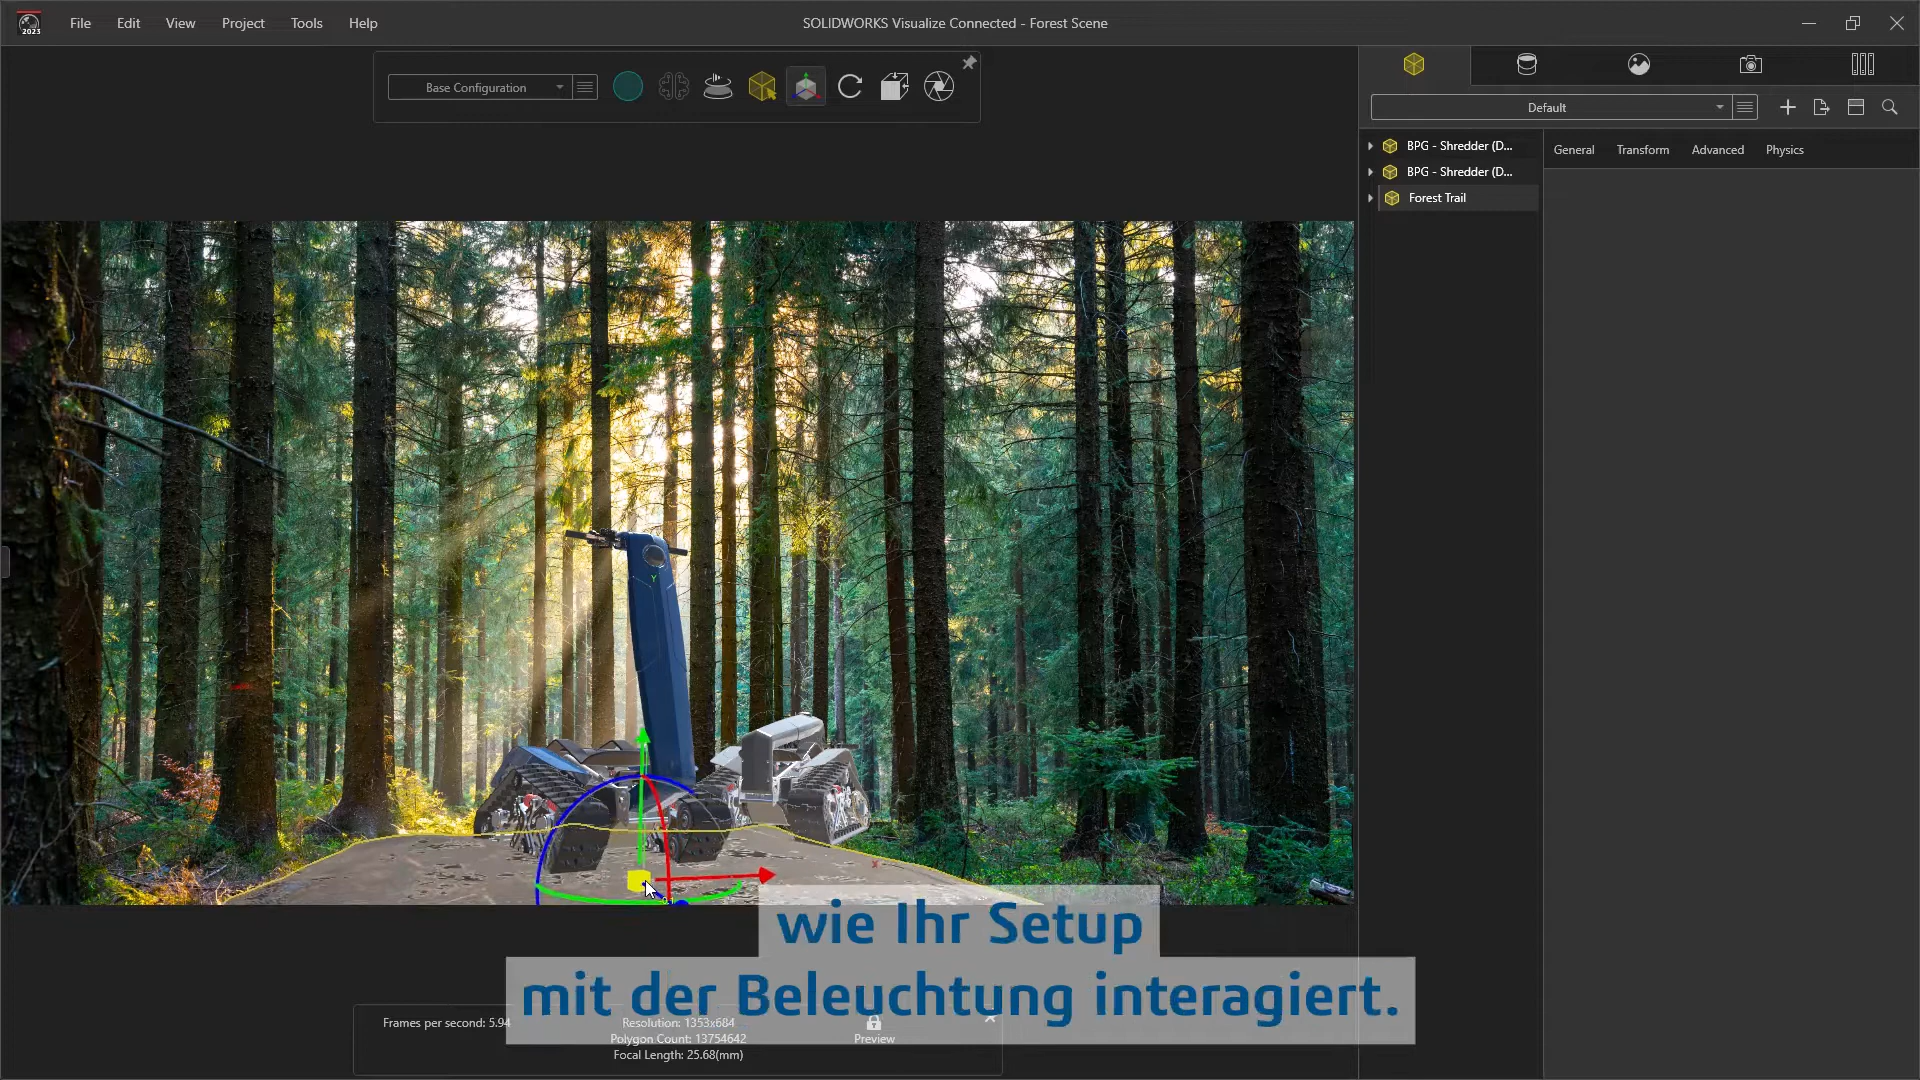 2023
File Edit View Project Tools Help
SOLIDWORKS Visualize Connected - Forest Scene
Base Configuration
Default
BPG - Shredder (D...
BPG - Shredder (D...
Forest Trail
General Transform Advanced Physics
Y
X
wie Ihr Setup
mit der Beleuchtung interagiert.
Frames per second: 5.94
Resolution: 1353x684
Polygon Count: 13754642
Focal Length: 25.68(mm)
Preview